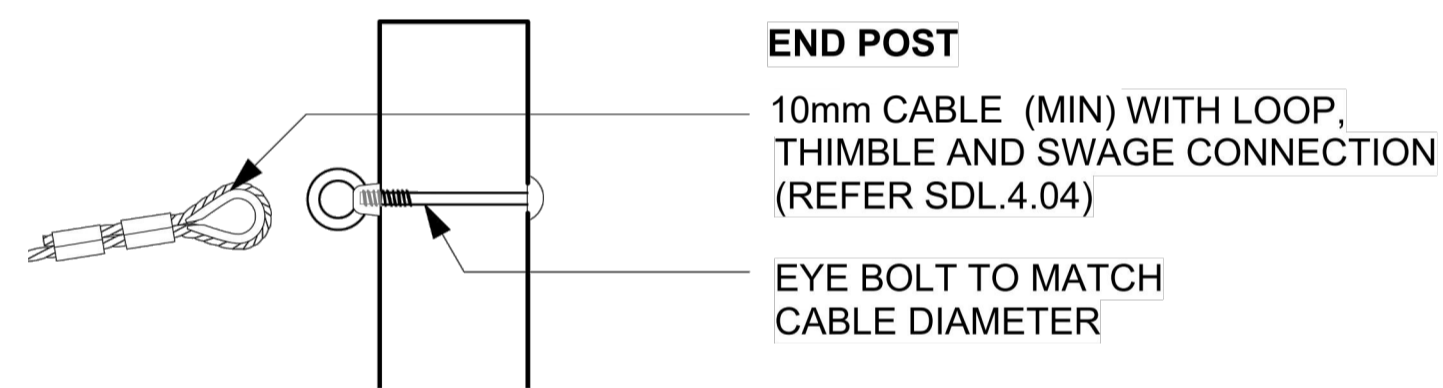 END POST
10mm CABLE (MIN) WITH LOOP,
THIMBLE AND SWAGE CONNECTION
(REFER SDL.4.04)
EYE BOLT TO MATCH
CABLE DIAMETER